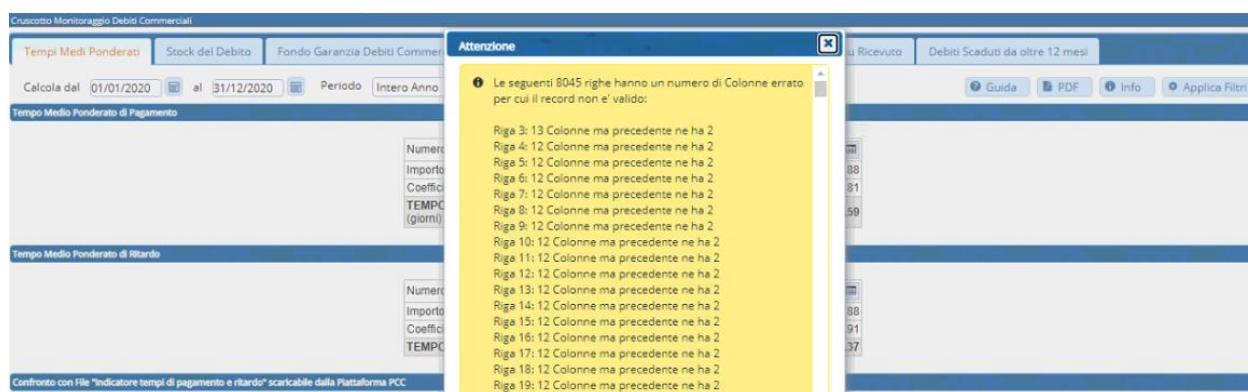 Cruscotto Monitoraggio Debiti Commerciali
Tempi Medi Ponderati Stock del Debito Fondo Garanzia Debiti Commer u Ricevuto Debiti Scaduti da oltre 12 mesi
Calcola dal 01/01/2020 al 31/12/2020 Periodo Intero Anno Guida PDF Info Applica Filtri
Tempo Medio Ponderato di Pagamento
Numero
Importo 88
Coeffici 81
TEMPO
(giorni) 59
Tempo Medio Ponderato di Ritardo
Numero
Importo 88
Coeffici 91
TEMPO 37
Confronto con File "Indicatore tempi di pagamento e ritardo" scaricabile dalla Piattaforma PCC
Attenzione
Le seguenti 8045 righe hanno un numero di Colonne errato
per cui il record non e' valido:
Riga 3: 13 Colonne ma precedente ne ha 2
Riga 4: 12 Colonne ma precedente ne ha 2
Riga 5: 12 Colonne ma precedente ne ha 2
Riga 6: 12 Colonne ma precedente ne ha 2
Riga 7: 12 Colonne ma precedente ne ha 2
Riga 8: 12 Colonne ma precedente ne ha 2
Riga 9: 12 Colonne ma precedente ne ha 2
Riga 10: 12 Colonne ma precedente ne ha 2
Riga 11: 12 Colonne ma precedente ne ha 2
Riga 12: 12 Colonne ma precedente ne ha 2
Riga 13: 12 Colonne ma precedente ne ha 2
Riga 14: 12 Colonne ma precedente ne ha 2
Riga 15: 12 Colonne ma precedente ne ha 2
Riga 16: 12 Colonne ma precedente ne ha 2
Riga 17: 12 Colonne ma precedente ne ha 2
Riga 18: 12 Colonne ma precedente ne ha 2
Riga 19: 12 Colonne ma precedente ne ha 2